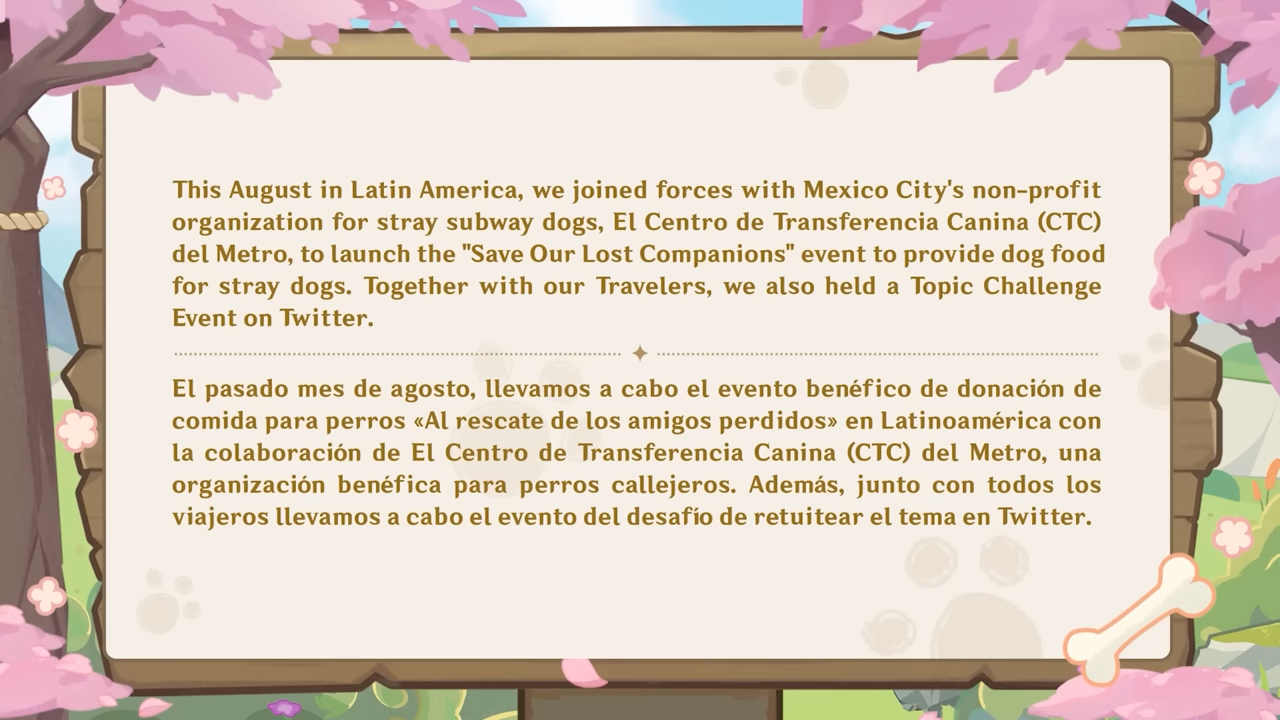 This August in Latin America, we joined forces with Mexico City's non-profit
organization for stray subway dogs, El Centro de Transferencia Canina (CTC)
del Metro, to launch the "Save Our Lost Companions" event to provide dog food
for stray dogs. Together with our Travelers, we also held a Topic Challenge
Event on Twitter.
El pasado mes de agosto, llevamos a cabo el evento benéfico de donación de
comida para perros «Al rescate de los amigos perdidos» en Latinoamérica con
la colaboración de El Centro de Transferencia Canina (CTC) del Metro, una
organización benéfica para perros callejeros. Además, junto con todos los
viajeros llevamos a cabo el evento del desafío de retuitear el tema en Twitter.